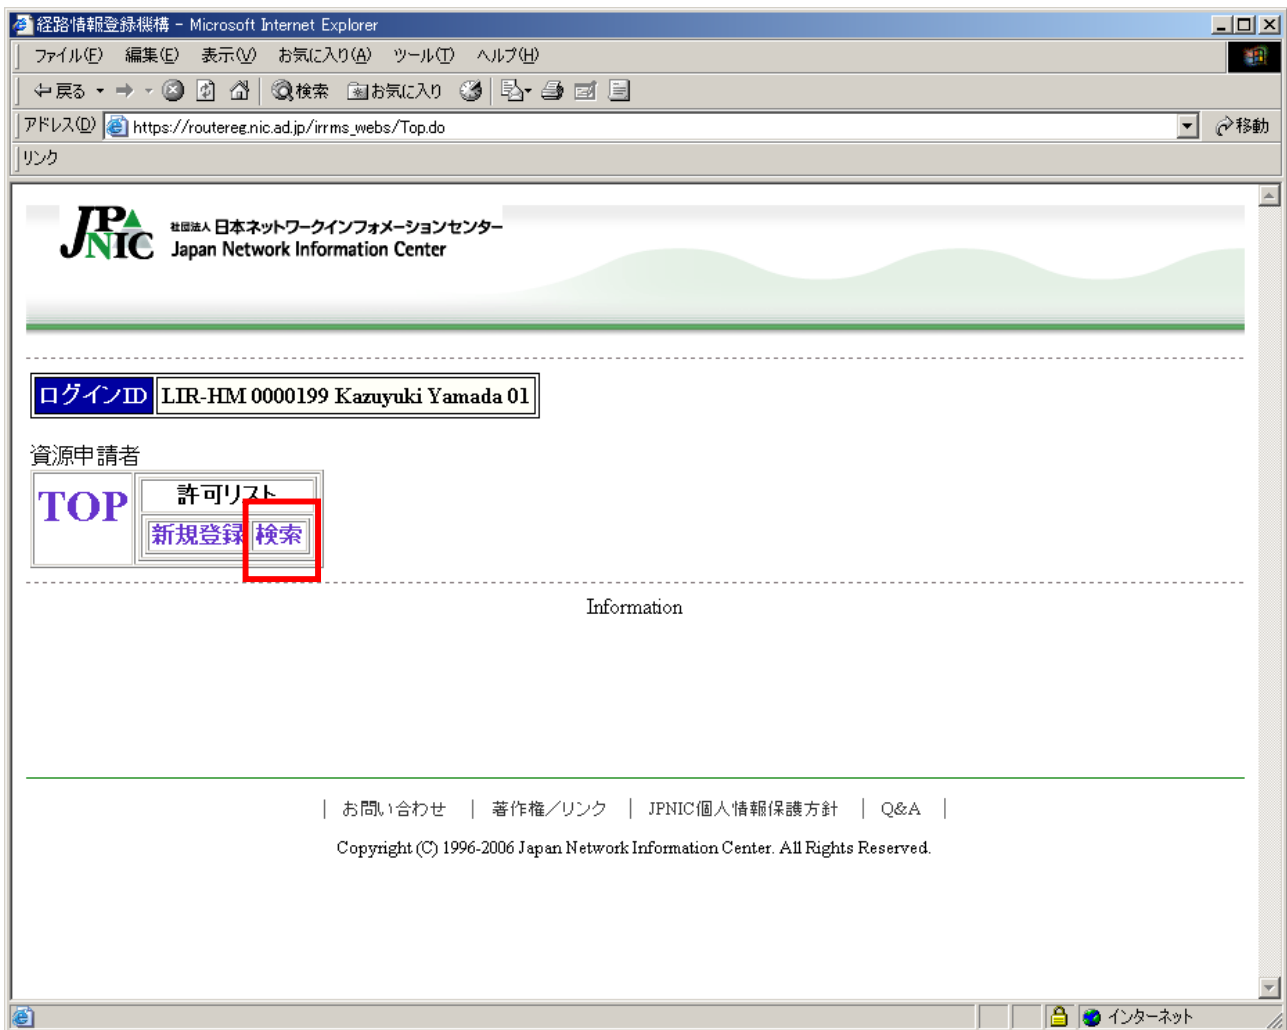 経路情報登録機構 - Microsoft Internet Explorer
ファイル(F) 編集(E) 表示(V) お気に入り(A) ツール(T) ヘルプ(H)
戻る 検索 お気に入り
アドレス(D) https://routereg.nic.ad.jp/irrms_webs/Top.do 移動
リンク
JPNIC 社団法人 日本ネットワークインフォメーションセンター
Japan Network Information Center
ログインID LIR-HM 0000199 Kazuyuki Yamada 01
資源申請者
TOP 許可リスト
新規登録 検索
Information
| お問い合わせ | 著作権／リンク | JPNIC個人情報保護方針 | Q&A |
Copyright (C) 1996-2006 Japan Network Information Center. All Rights Reserved.
インターネット